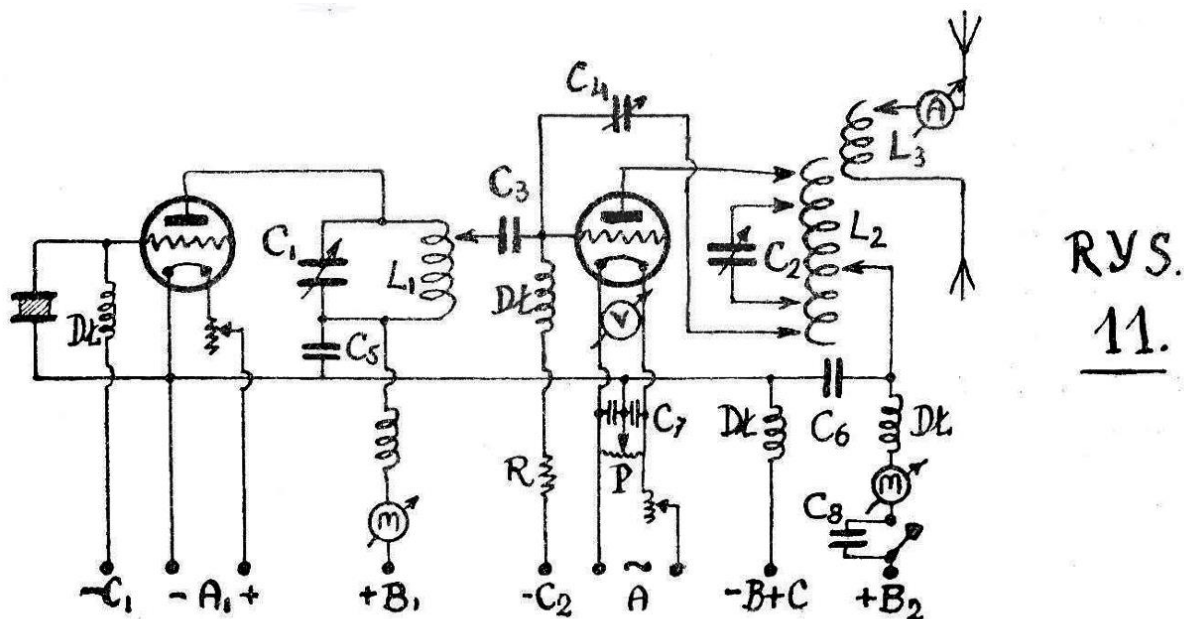 C4
A
L3
C3
L2
C1
L1
C2
RYS.
11.
DŁ
DŁ
V
C5
C7
DŁ
C6
DŁ
R
P
M
M
C8
-C1
- A1 +
+B1
-C2
~
A
-B+C
+B2